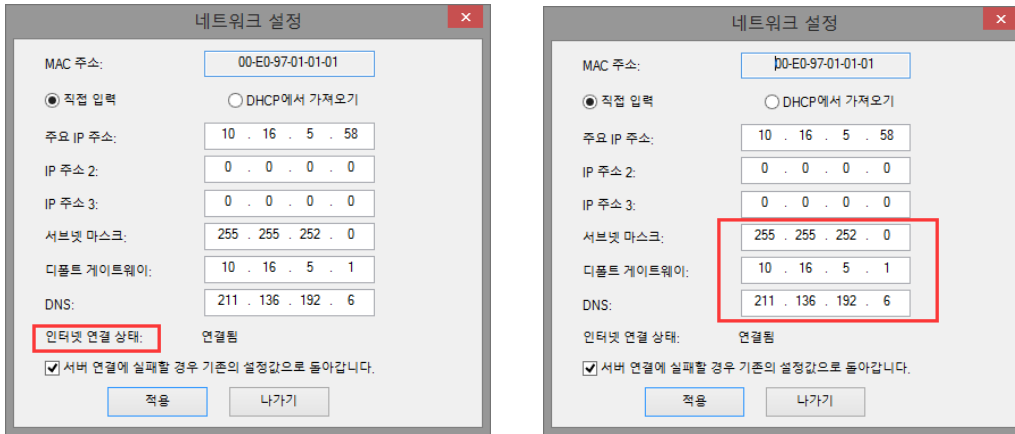 네트워크 설정
MAC 주소: 00-E0-97-01-01-01
직접 입력 DHCP에서 가져오기
주요 IP 주소: 10 . 16 . 5 . 58
IP 주소 2: 0 . 0 . 0 . 0
IP 주소 3: 0 . 0 . 0 . 0
서브넷 마스크: 255 . 255 . 252 . 0
디폴트 게이트웨이: 10 . 16 . 5 . 1
DNS: 211 . 136 . 192 . 6
인터넷 연결 상태: 연결됨
서버 연결에 실패할 경우 기존의 설정값으로 돌아갑니다.
적용 나가기
네트워크 설정
MAC 주소: 00-E0-97-01-01-01
직접 입력 DHCP에서 가져오기
주요 IP 주소: 10 . 16 . 5 . 58
IP 주소 2: 0 . 0 . 0 . 0
IP 주소 3: 0 . 0 . 0 . 0
서브넷 마스크: 255 . 255 . 252 . 0
디폴트 게이트웨이: 10 . 16 . 5 . 1
DNS: 211 . 136 . 192 . 6
인터넷 연결 상태: 연결됨
서버 연결에 실패할 경우 기존의 설정값으로 돌아갑니다.
적용 나가기